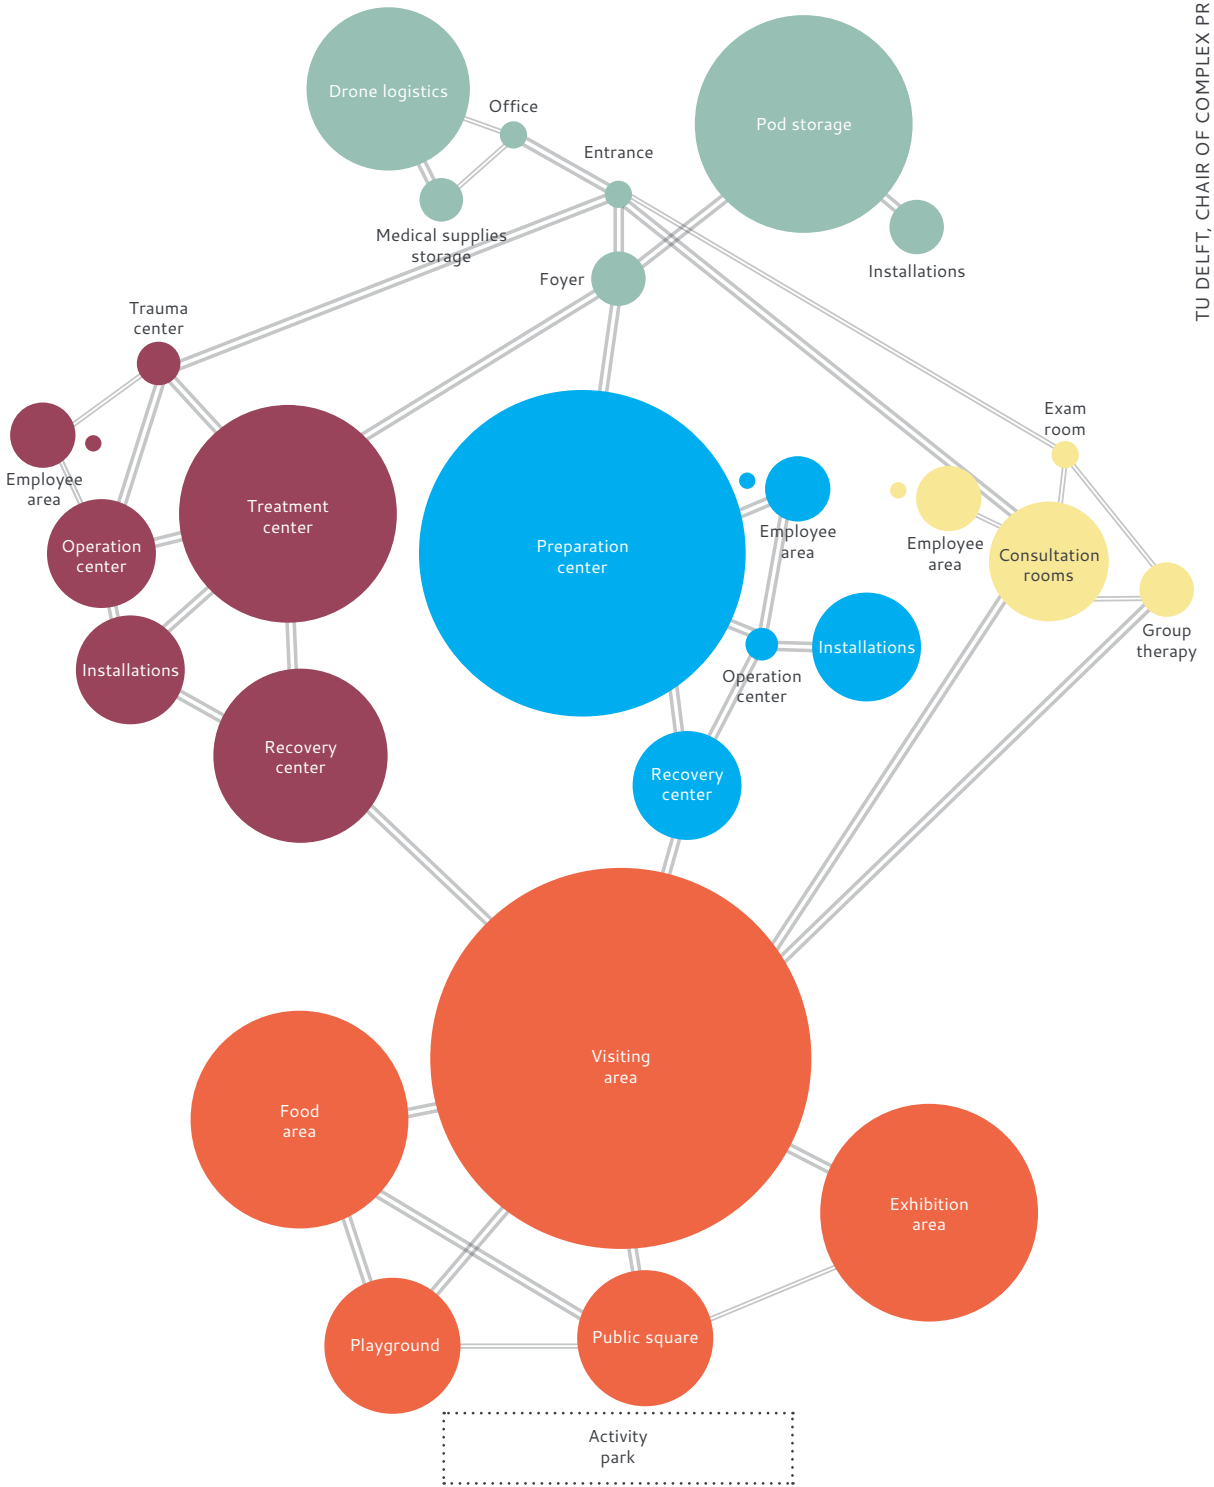 TU DELFT, CHAIR OF COMPLEX PR
Drone logistics
Office
Pod storage
Entrance
Medical supplies
storage
Foyer
Installations
Trauma
center
Employee
area
Treatment
center
Operation
center
Installations
Recovery
center
Preparation
center
Employee
area
Installations
Operation
center
Recovery
center
Exam
room
Employee
area
Consultation
rooms
Group
therapy
Visiting
area
Food
area
Exhibition
area
Playground
Public square
Activity
park